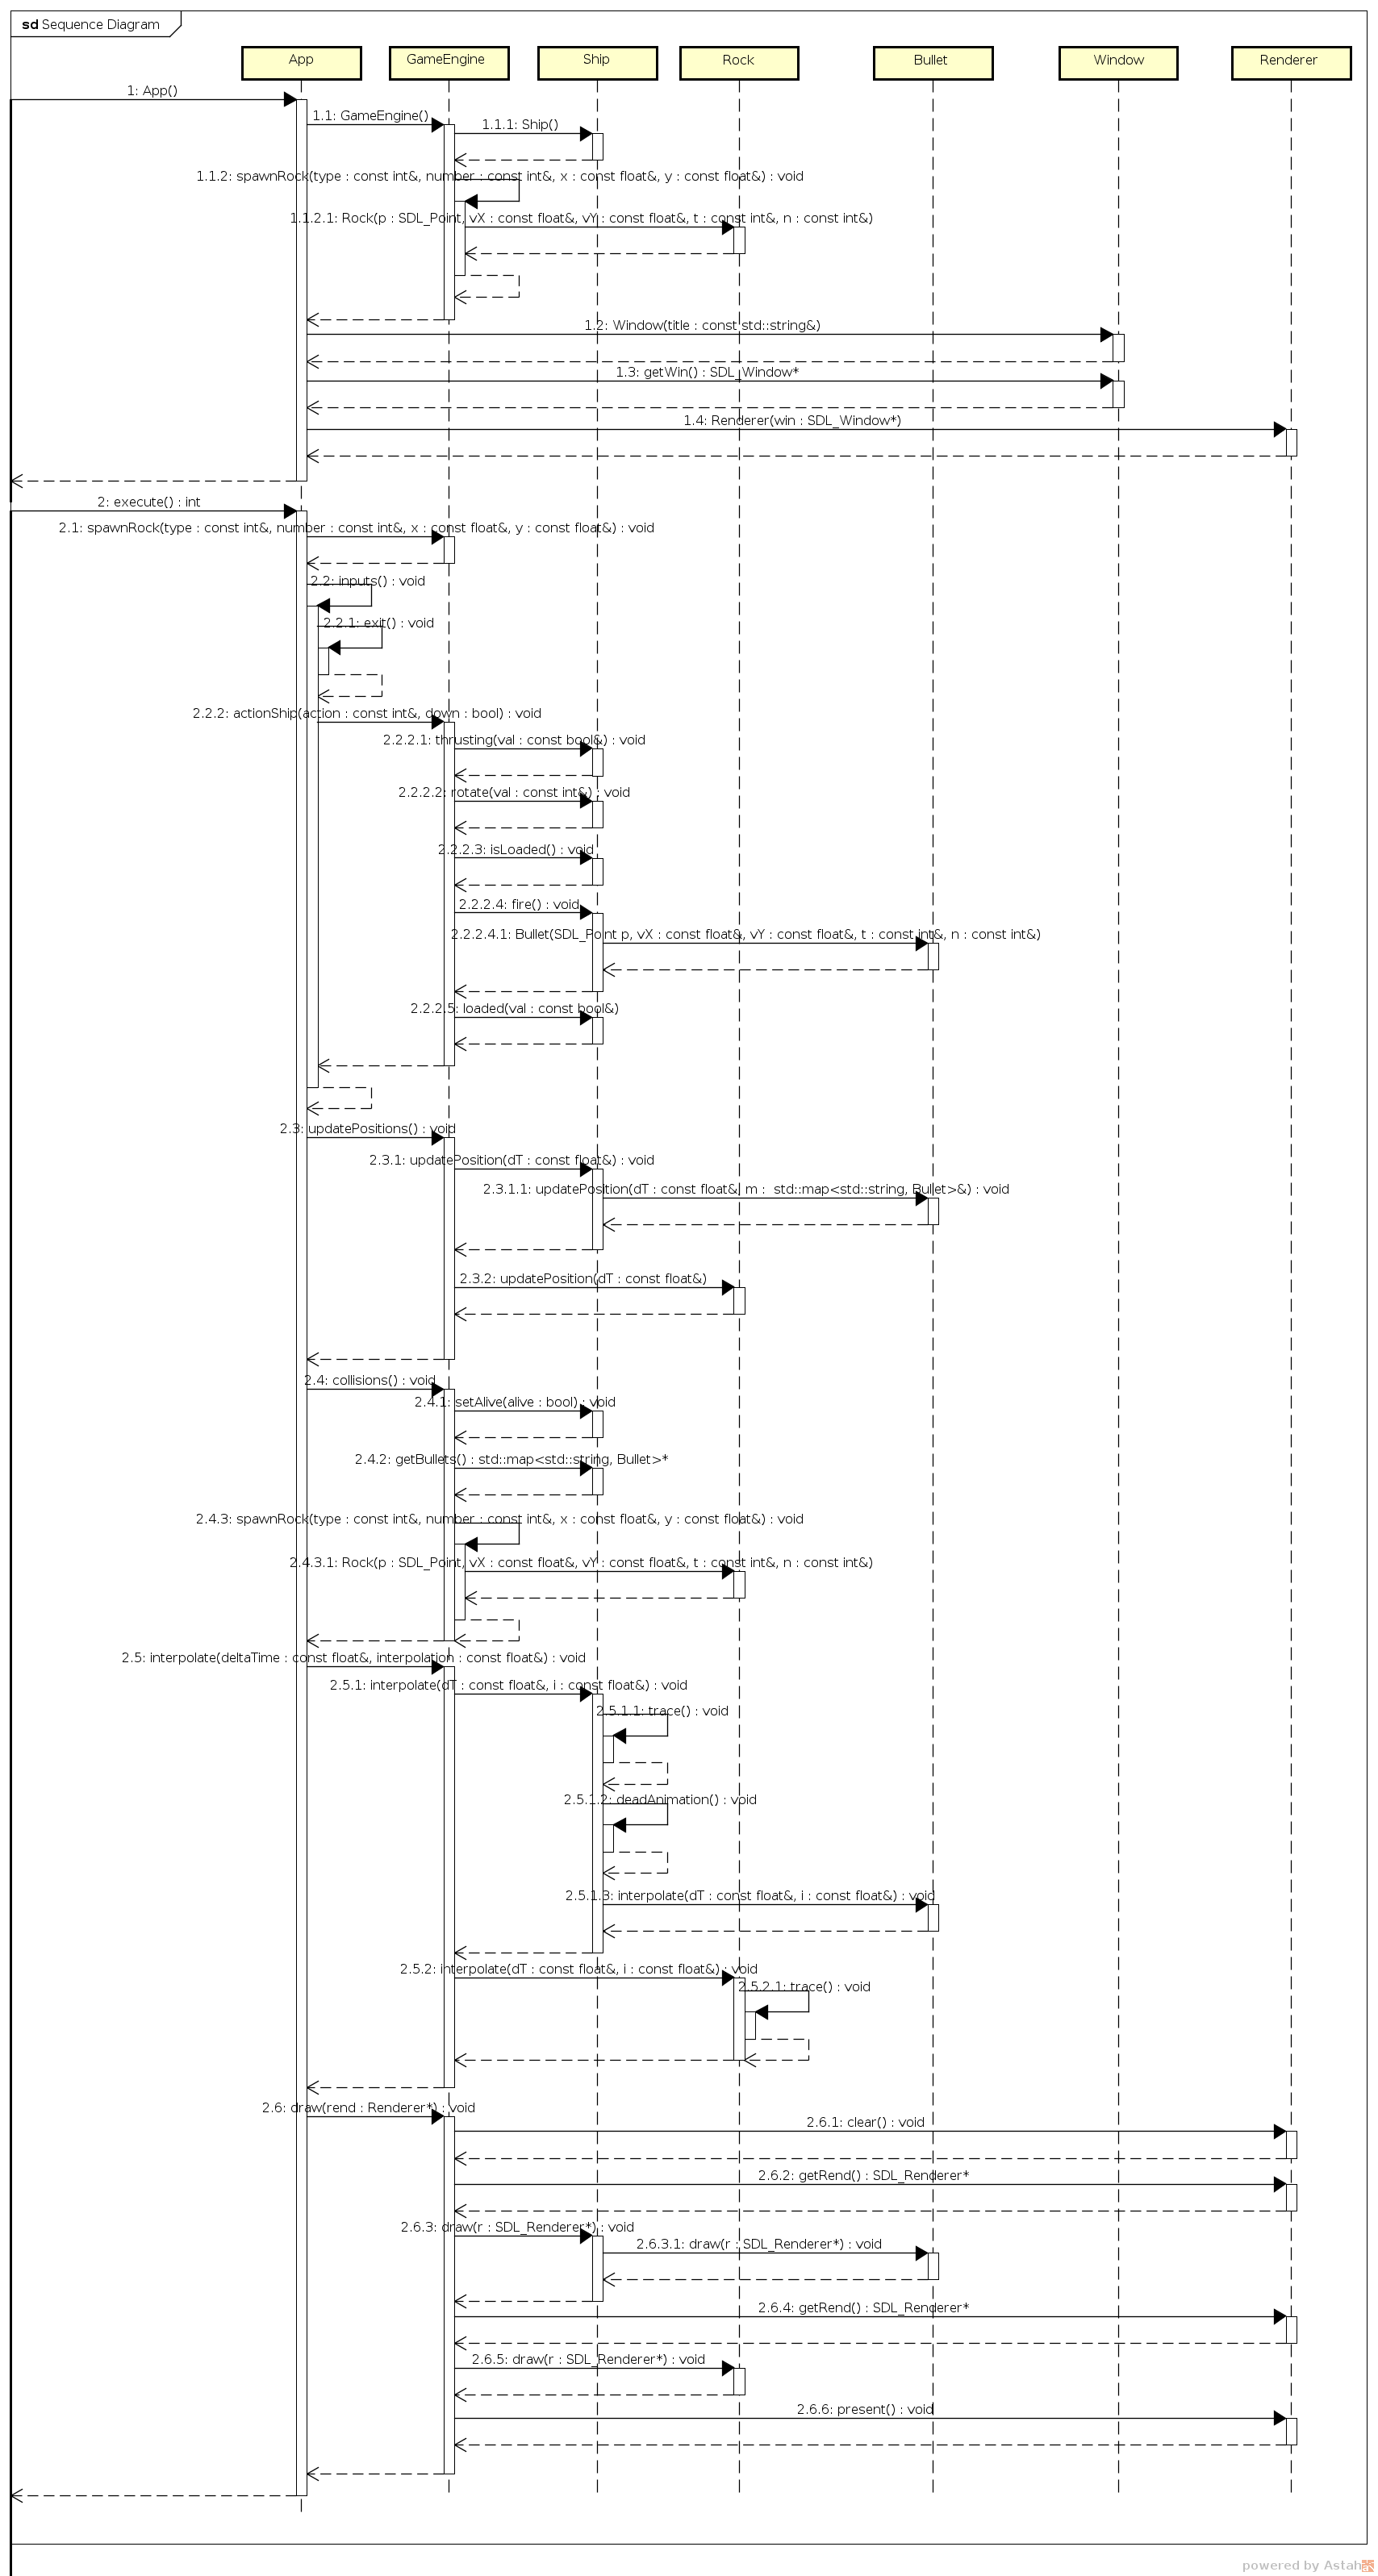 sd Sequence Diagram
App
GameEngine
Ship
Rock
Bullet
Window
Renderer
1: App()
1.1: GameEngine()
1.1.1: Ship()
1.1.2: spawnRock(type : const int&, number : const int&, x : const float&, y : const float&) : void
1.1.2.1: Rock(p : SDL_Point, vX : const float&, vY : const float&, t : const int&, n : const int&)
1.2: Window(title : const std::string&)
1.3: getWin() : SDL_Window*
1.4: Renderer(win : SDL_Window*)
2: execute() : int
2.1: spawnRock(type : const int&, number : const int&, x : const float&, y : const float&) : void
2.2: inputs() : void
2.2.1: exit() : void
2.2.2: actionShip(action : const int&, down : bool) : void
2.2.2.1: thrusting(val : const bool&) : void
2.2.2.2: rotate(val : const int&) : void
2.2.2.3: isLoaded() : void
2.2.2.4: fire() : void
2.2.2.4.1: Bullet(SDL_Point p, vX : const float&, vY : const float&, t : const int&, n : const int&)
2.2.2.5: loaded(val : const bool&)
2.3: updatePositions() : void
2.3.1: updatePosition(dT : const float&) : void
2.3.1.1: updatePosition(dT : const float&, m :  std::map<std::string, Bullet>&) : void
2.3.2: updatePosition(dT : const float&)
2.4: collisions() : void
2.4.1: setAlive(alive : bool) : void
2.4.2: getBullets() : std::map<std::string, Bullet>*
2.4.3: spawnRock(type : const int&, number : const int&, x : const float&, y : const float&) : void
2.4.3.1: Rock(p : SDL_Point, vX : const float&, vY : const float&, t : const int&, n : const int&)
2.5: interpolate(deltaTime : const float&, interpolation : const float&) : void
2.5.1: interpolate(dT : const float&, i : const float&) : void
2.5.1.1: trace() : void
2.5.1.2: deadAnimation() : void
2.5.1.3: interpolate(dT : const float&, i : const float&) : void
2.5.2: interpolate(dT : const float&, i : const float&) : void
2.5.2.1: trace() : void
2.6: draw(rend : Renderer*) : void
2.6.1: clear() : void
2.6.2: getRend() : SDL_Renderer*
2.6.3: draw(r : SDL_Renderer*) : void
2.6.3.1: draw(r : SDL_Renderer*) : void
2.6.4: getRend() : SDL_Renderer*
2.6.5: draw(r : SDL_Renderer*) : void
2.6.6: present() : void
powered by Astah